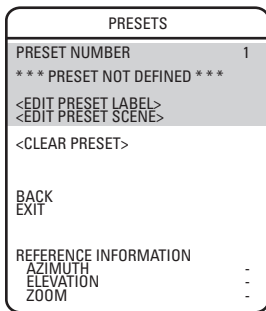 PRESETS
PRESET NUMBER 1
* * * PRESET NOT DEFINED * * *
<EDIT PRESET LABEL>
<EDIT PRESET SCENE>
<CLEAR PRESET>
BACK
EXIT
REFERENCE INFORMATION
AZIMUTH -
ELEVATION -
ZOOM -